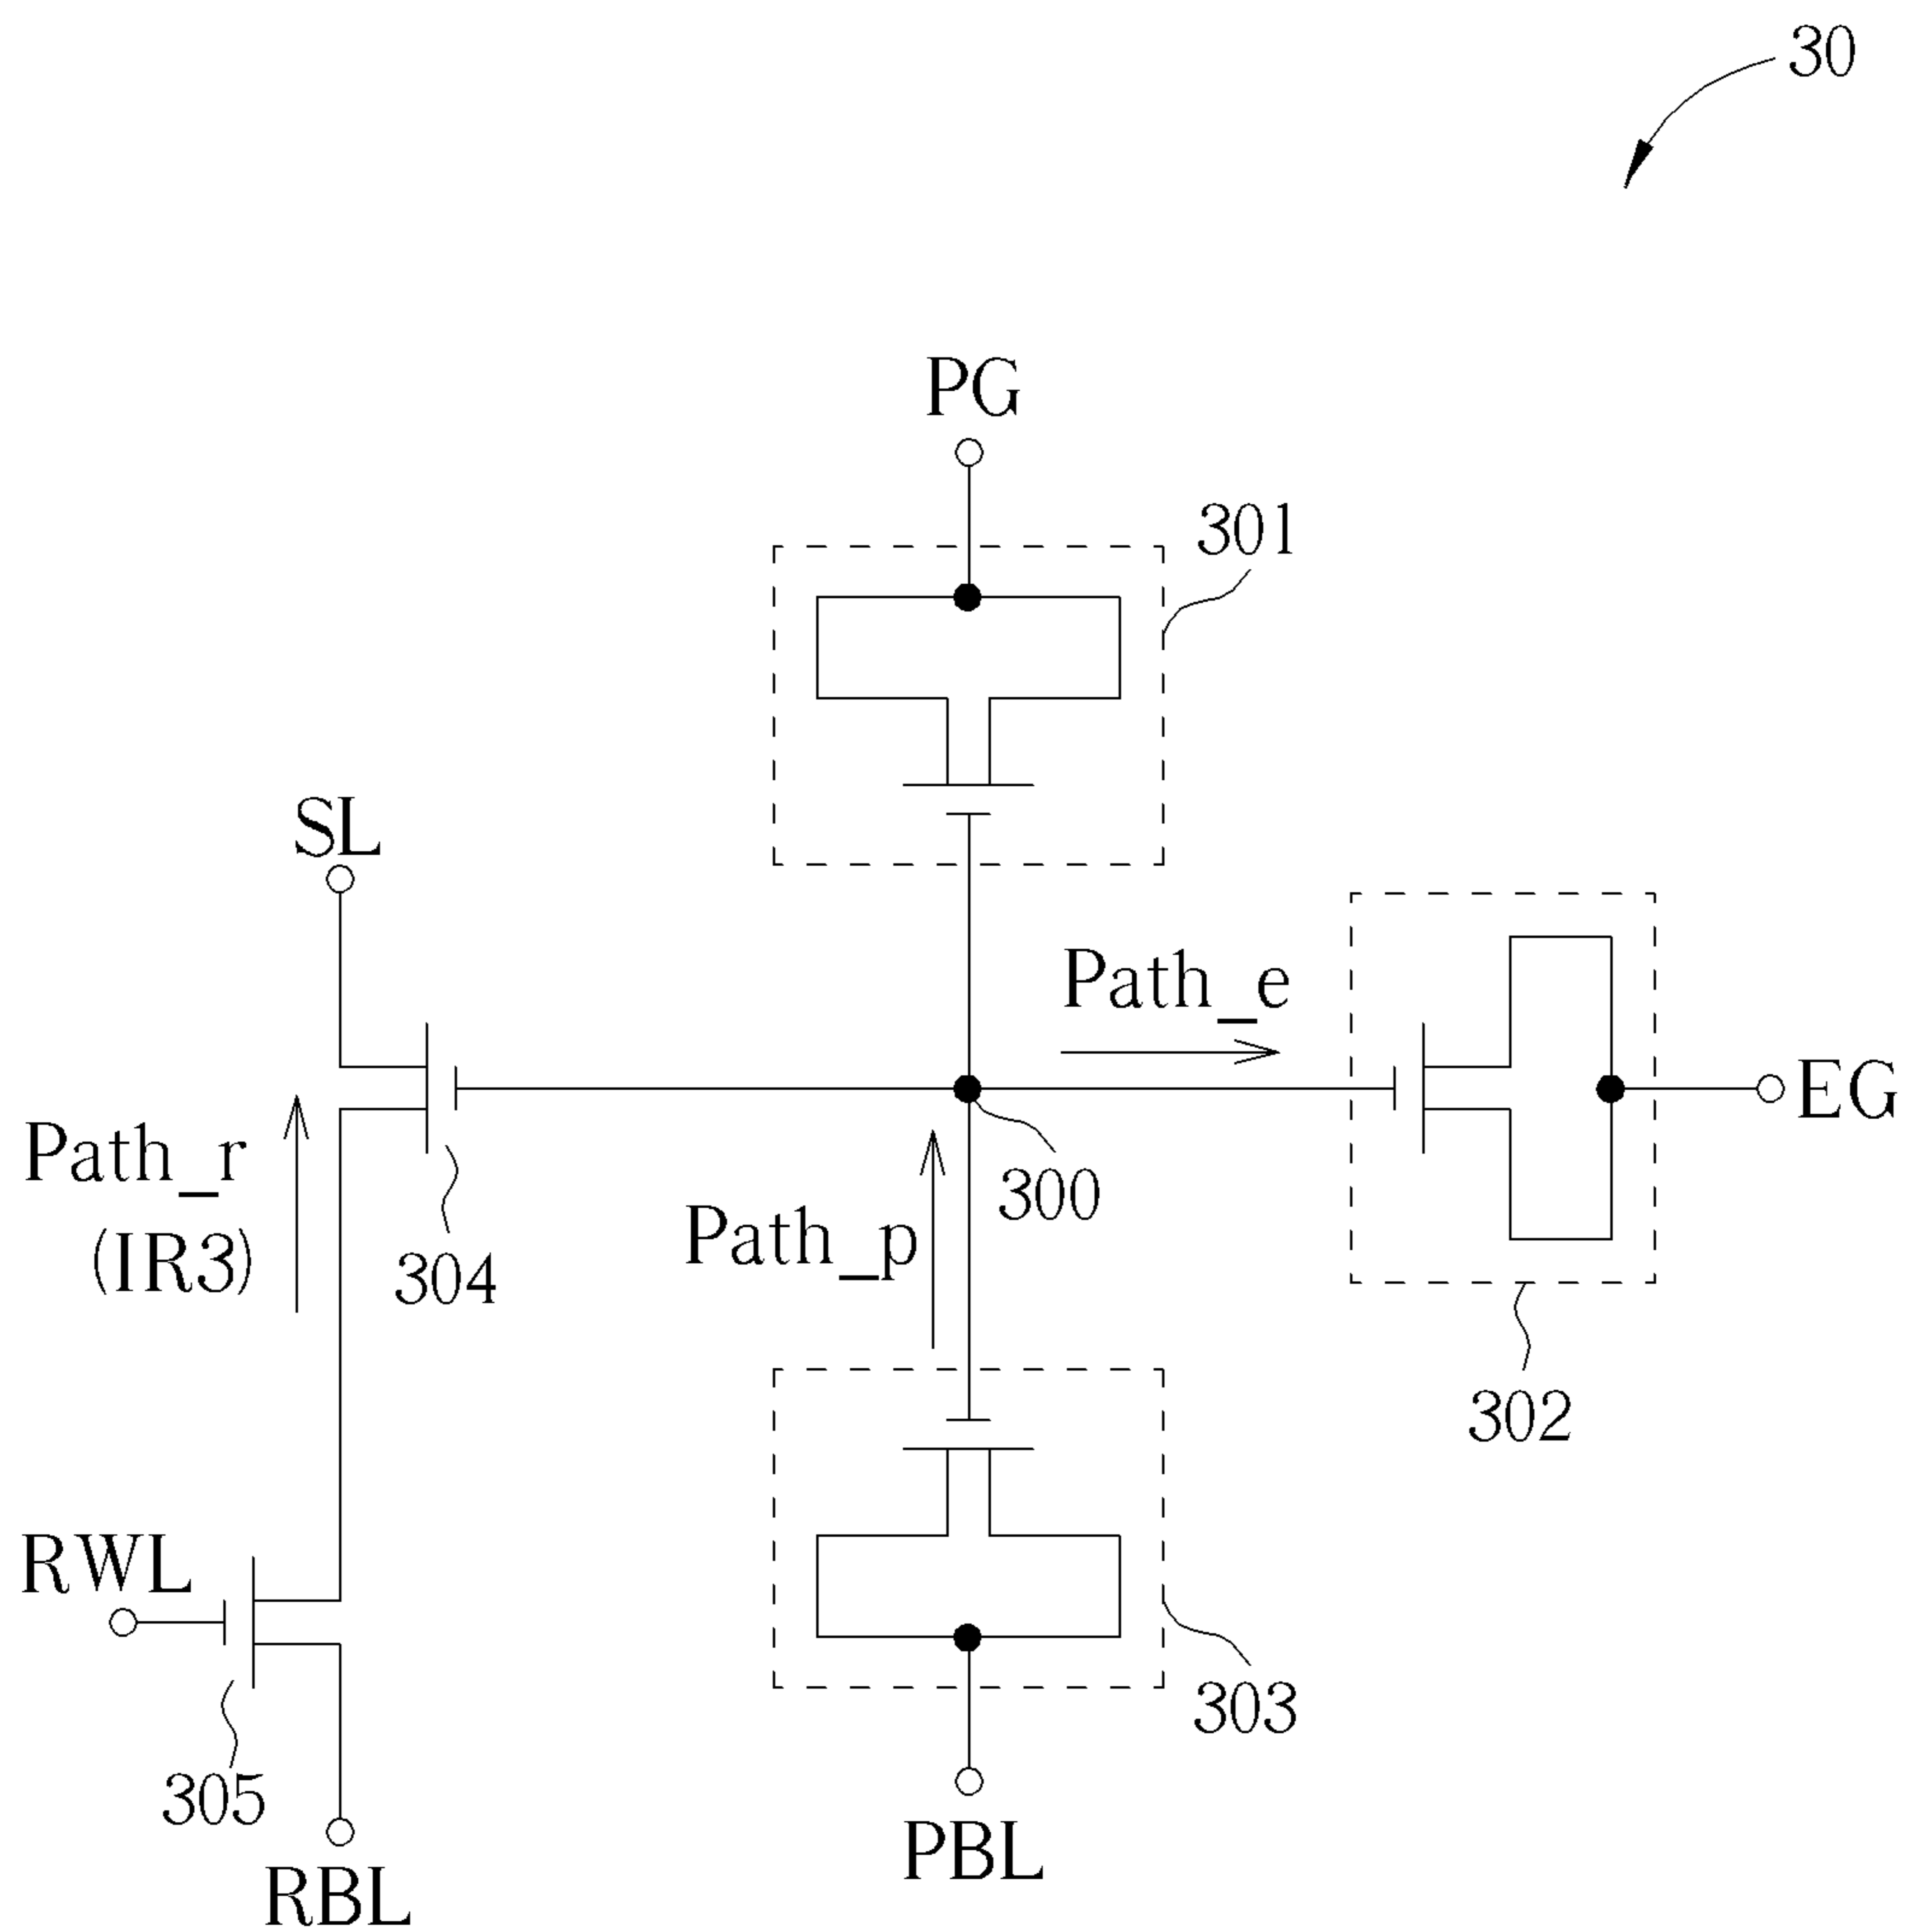 30
PG
301
SL
Path_e
EG
Path_r
(IR3)
300
Path_p
304
302
RWL
303
305
PBL
RBL